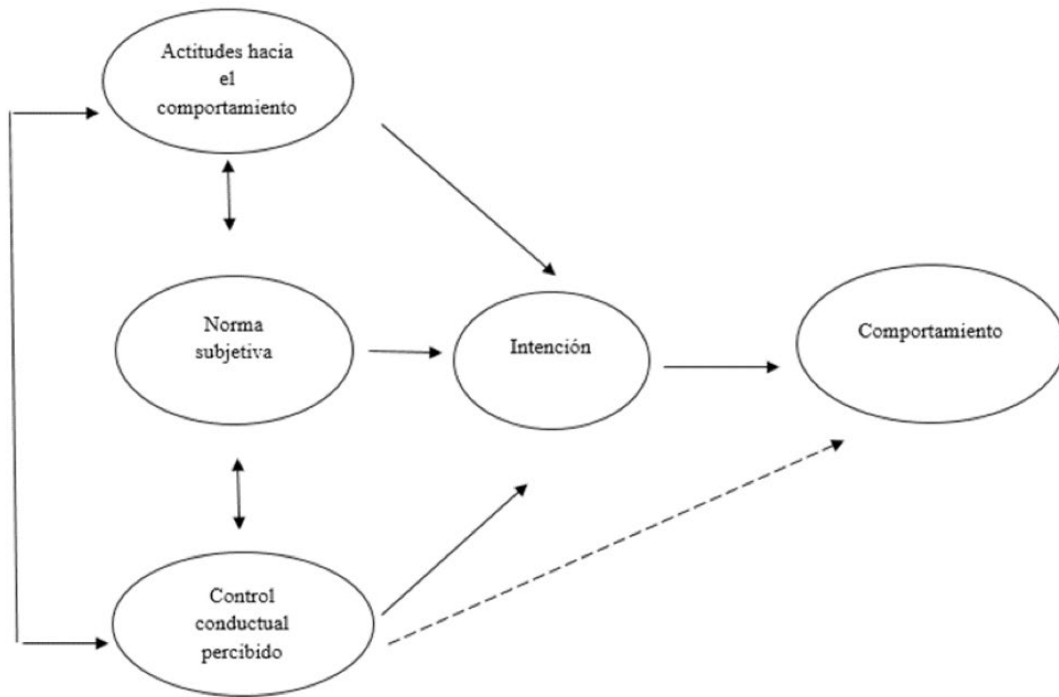 Actitudes hacia
el
comportamiento
Norma
subjetiva
Intención
Comportamiento
Control
conductual
percibido